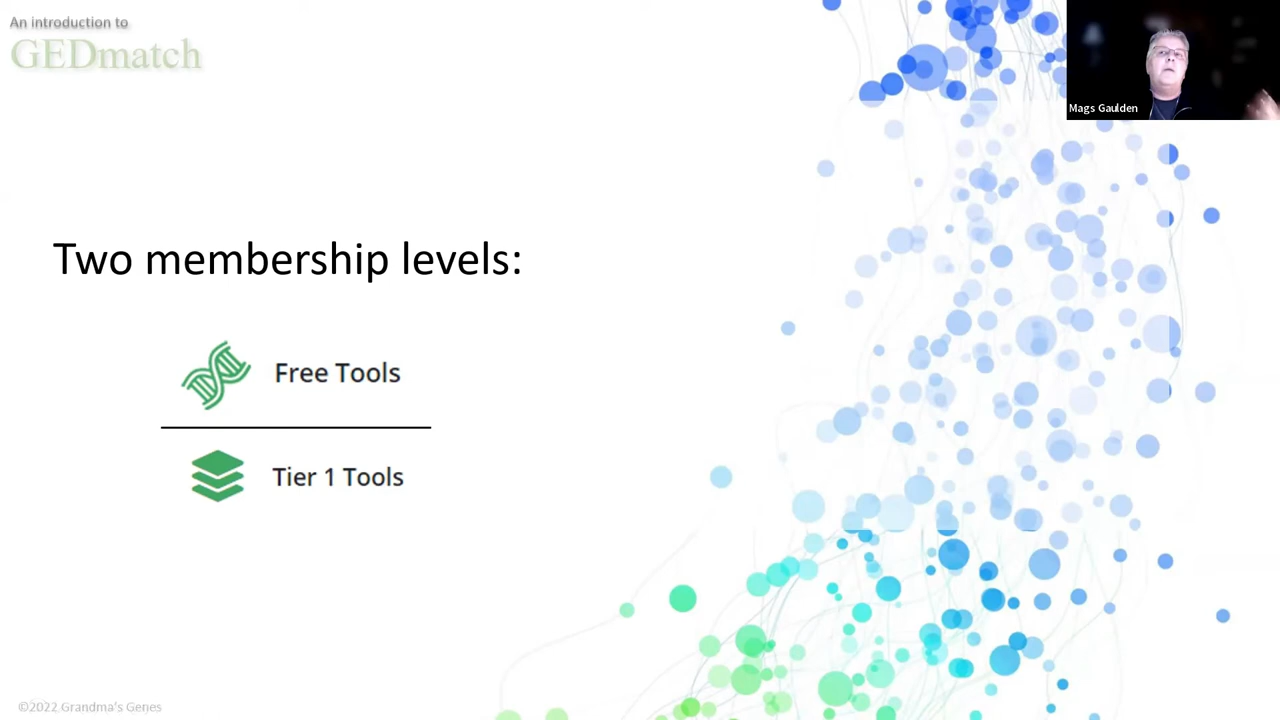 An introduction to
GEDmatch
Mags Gaulden
Two membership levels:
Free Tools
Tier 1 Tools
©2022 Grandma's Genes